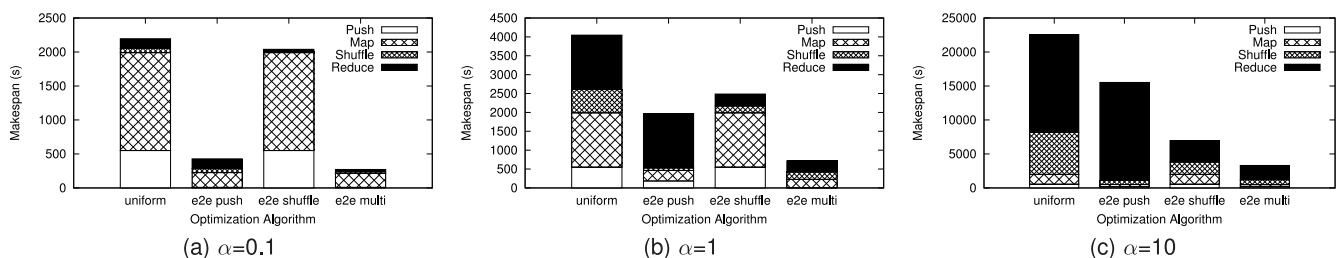 2500
2000
1500
1000
500
0
Makespan (s)
Push
Map
Shuffle
Reduce
uniform
e2e push
e2e shuffle
e2e multi
Optimization Algorithm
(a) α=0.1
4500
4000
3500
3000
2500
2000
1500
1000
500
0
Makespan (s)
Push
Map
Shuffle
Reduce
uniform
e2e push
e2e shuffle
e2e multi
Optimization Algorithm
(b) α=1
25000
20000
15000
10000
5000
0
Makespan (s)
Push
Map
Shuffle
Reduce
uniform
e2e push
e2e shuffle
e2e multi
Optimization Algorithm
(c) α=10